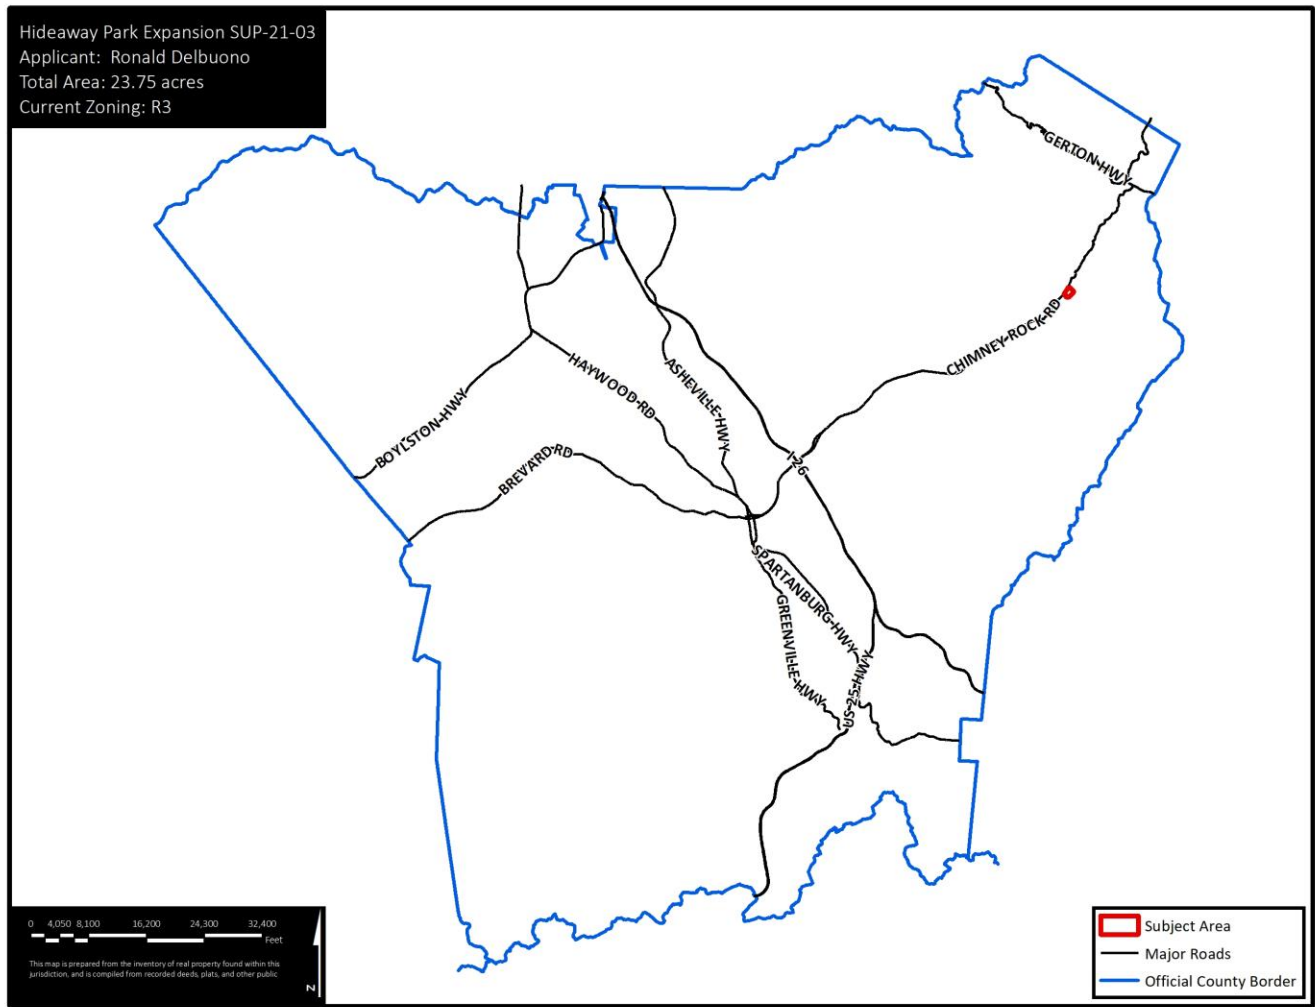 Hideaway Park Expansion SUP-21-03
Applicant: Ronald Delbuono
Total Area: 23.75 acres
Current Zoning: R3
GERTON HWY
CHIMNEY ROCK RD
HAYWOOD RD
ASHEVILLE HWY
BOYLSTON HWY
BREVARD RD
I 26
SPARTANBURG HWY
GREENVILLE HWY
US 25 HWY
0 4,050 8,100 16,200 24,300 32,400
Feet
This map is prepared from the inventory of real property found within this
jurisdiction, and is compiled from recorded deeds, plats, and other public
N
Subject Area
Major Roads
Official County Border